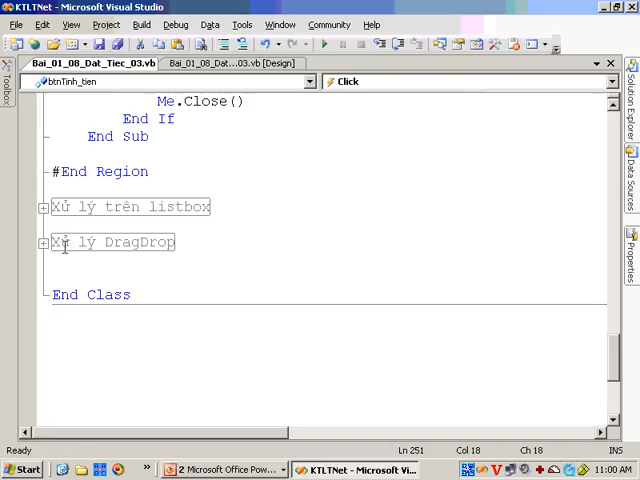 KTLTNet - Microsoft Visual Studio
File Edit View Project Build Debug Data Tools Window Community Help
Bai_01_08_Dat_Tiec_03.vb Bai_01_08_Dat...03.vb [Design]
btnTinh_tien Click
Me.Close()
End If
End Sub
#End Region
Xử lý trên listbox
Xử lý DragDrop
End Class
Toolbox
Solution Explorer
Data Sources
Properties
Ready Ln 251 Col 18 Ch 18 INS
Start 2 Microsoft Office Pow... KTLTNet - Microsoft Vi... 11:00 AM